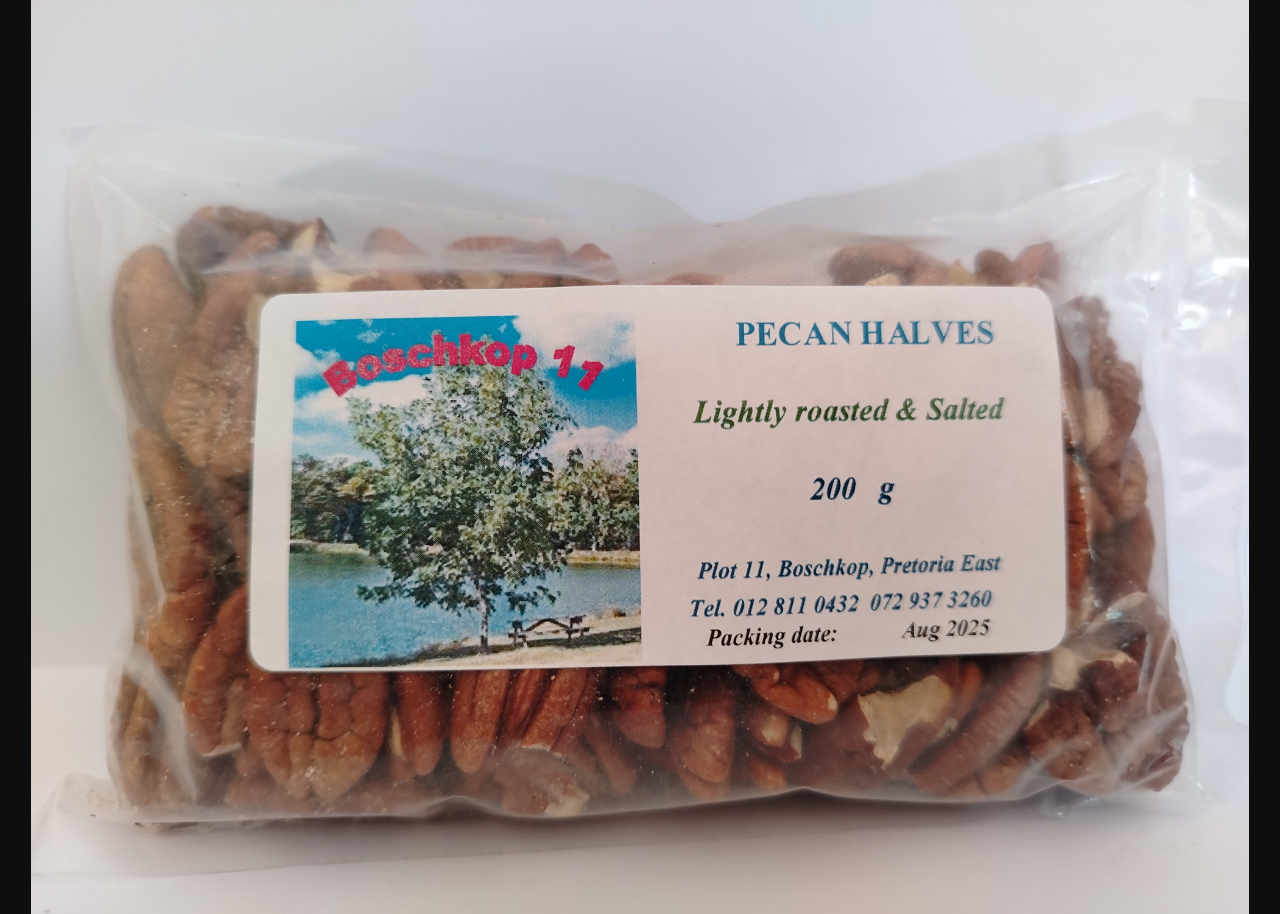 Boschkop 11
PECAN HALVES
Lightly roasted & Salted
200 g
Plot 11, Boschkop, Pretoria East
Tel. 012 811 0432 072 937 3260
Packing date: Aug 2025